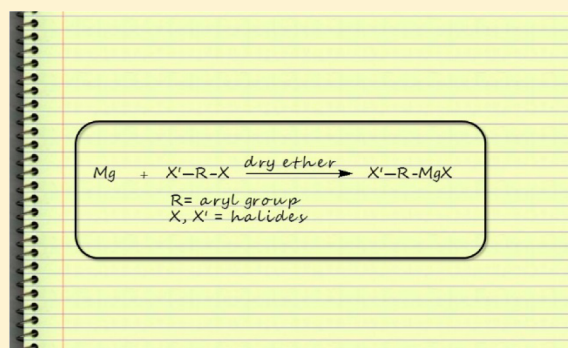 Mg + X'–R-X dry ether X'–R-MgX
R= aryl group
X, X' = halides